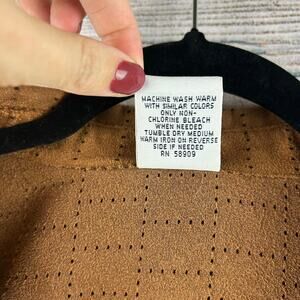 MACHINE WASH WARM
WITH SIMILAR COLORS
ONLY NON-
CHLORINE BLEACH
WHEN NEEDED
TUMBLE DRY MEDIUM
WARM IRON ON REVERSE
SIDE IF NEEDED
RN 58909